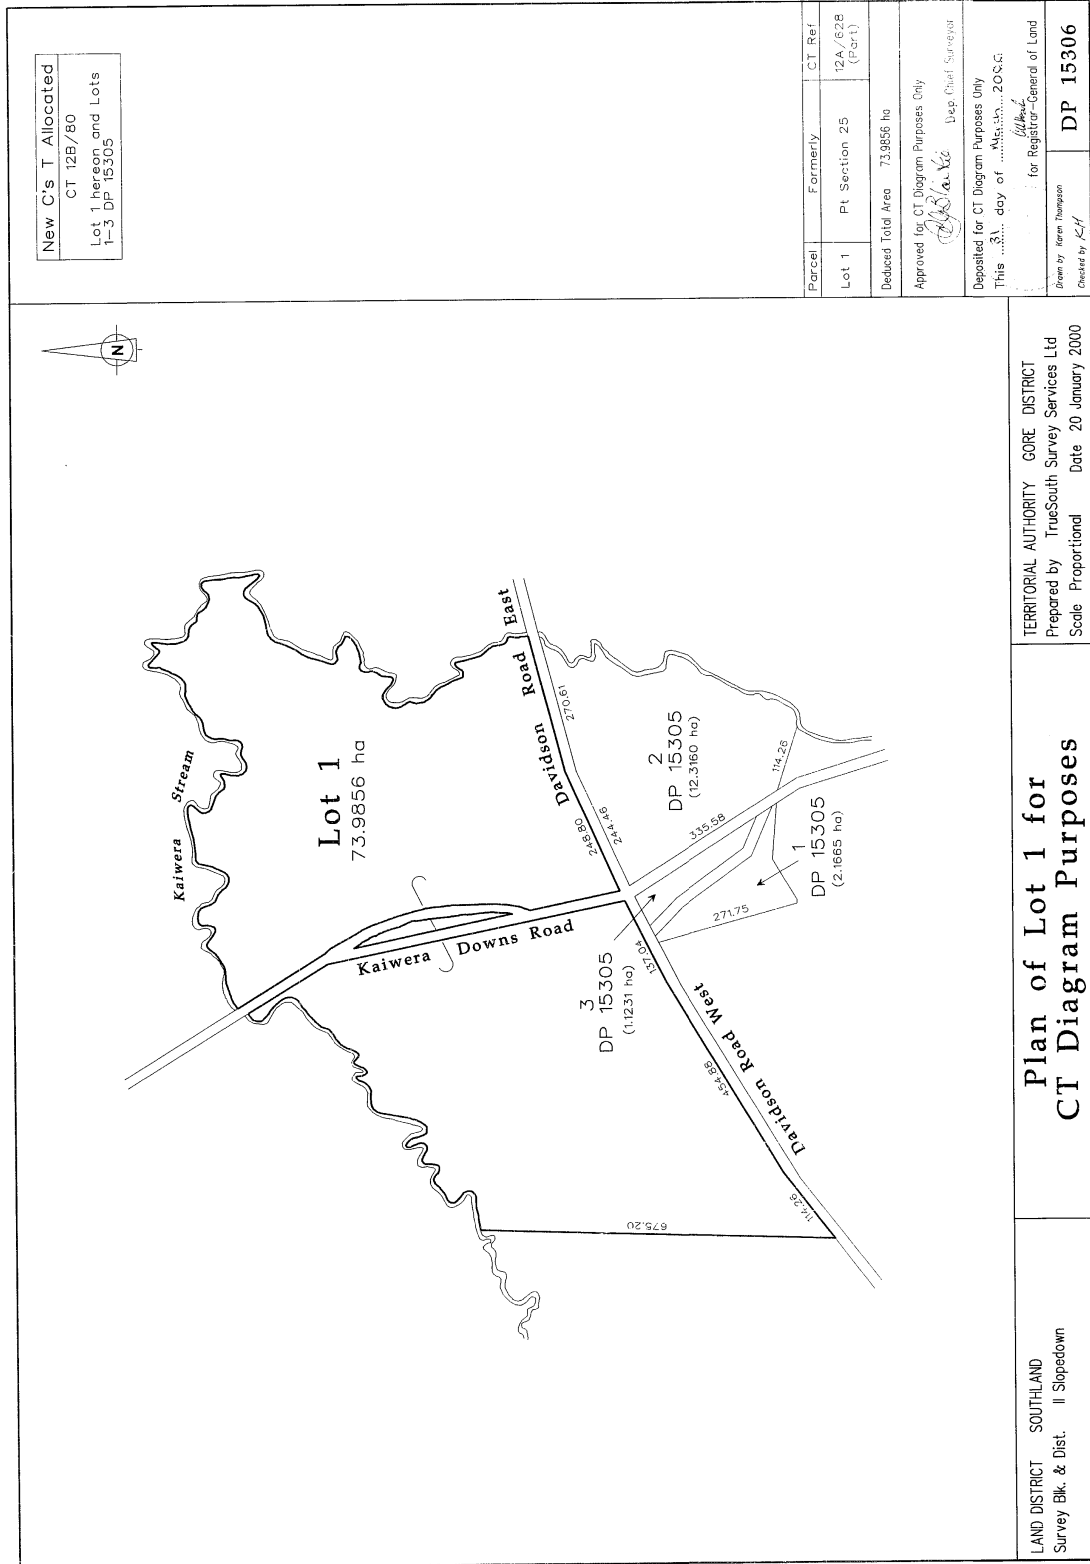 New C's T Allocated
CT 12B/80
Lot 1 hereon and Lots
1-3 DP 15305
N
Kaiwera Stream
Lot 1
73.9856 ha
Kaiwera Downs Road
Davidson Road East
270.61
248.80
244.46
2
DP 15305
(12.3160 ha)
114.26
335.58
1
DP 15305
(2.1665 ha)
271.75
3
DP 15305
(1.1231 ha)
137.04
454.88
Davidson Road West
114.26
675.20
Parcel Formerly CT Ref
Lot 1 Pt Section 25 12A/628
(Part)
Deduced Total Area 73.9856 ha
Approved for CT Diagram Purposes Only
Dep. Chief Surveyor
Deposited for CT Diagram Purposes Only
This 31 day of March 2000
for Registrar-General of Land
Drawn by Karen Thompson
Checked by KH
DP 15306
LAND DISTRICT SOUTHLAND
Survey Blk. & Dist. II Slopedown
Plan of Lot 1 for
CT Diagram Purposes
TERRITORIAL AUTHORITY GORE DISTRICT
Prepared by TrueSouth Survey Services Ltd
Scale Proportional Date 20 January 2000